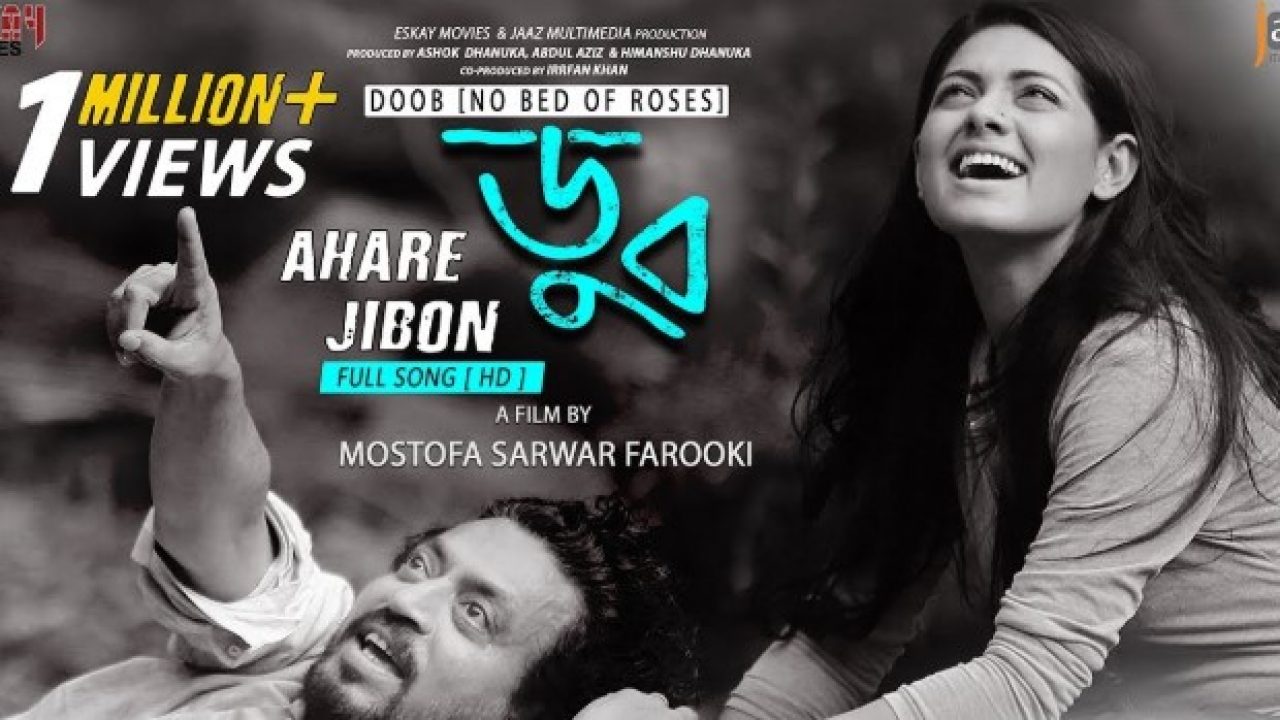 1 MILLION+
VIEWS
ESKAY MOVIES & JAAZ MULTIMEDIA PRODUCTION
PRODUCED BY ASHOK DHANUKA, ABDUL AZIZ & HIMANSHU DHANUKA
CO-PRODUCED BY IRRFAN KHAN
DOOB [NO BED OF ROSES]
ডুব
AHARE
JIBON
FULL SONG [ HD ]
A FILM BY
MOSTOFA SARWAR FAROOKI